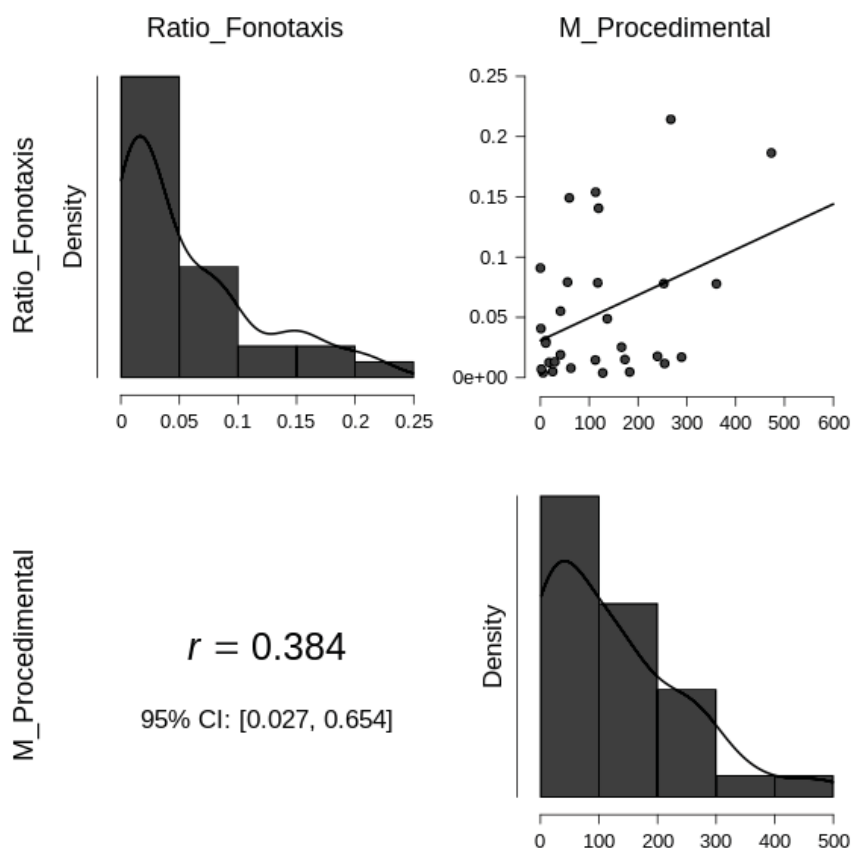 Ratio_Fonotaxis
M_Procedimental
Ratio_Fonotaxis
Density
0
0.05
0.1
0.15
0.2
0.25
0.25
0.2
0.15
0.1
0.05
0e+00
0
100
200
300
400
500
600
M_Procedimental
r = 0.384
95% CI: [0.027, 0.654]
Density
0
100
200
300
400
500